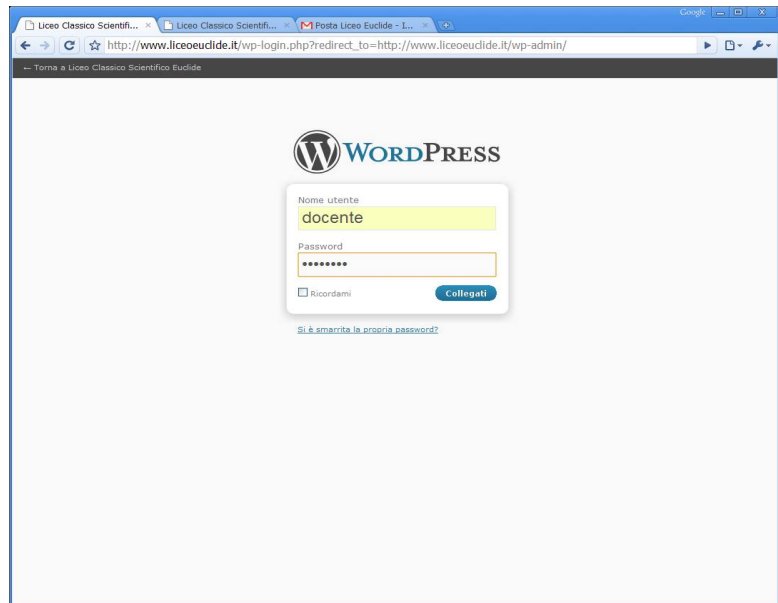 Google
Liceo Classico Scientifi...
Liceo Classico Scientifi...
Posta Liceo Euclide - I...
http://www.liceoeuclide.it/wp-login.php?redirect_to=http://www.liceoeuclide.it/wp-admin/
← Torna a Liceo Classico Scientifico Euclide
WORDPRESS
Nome utente
docente
Password
••••••••
Ricordami
Collegati
Si è smarrita la propria password?